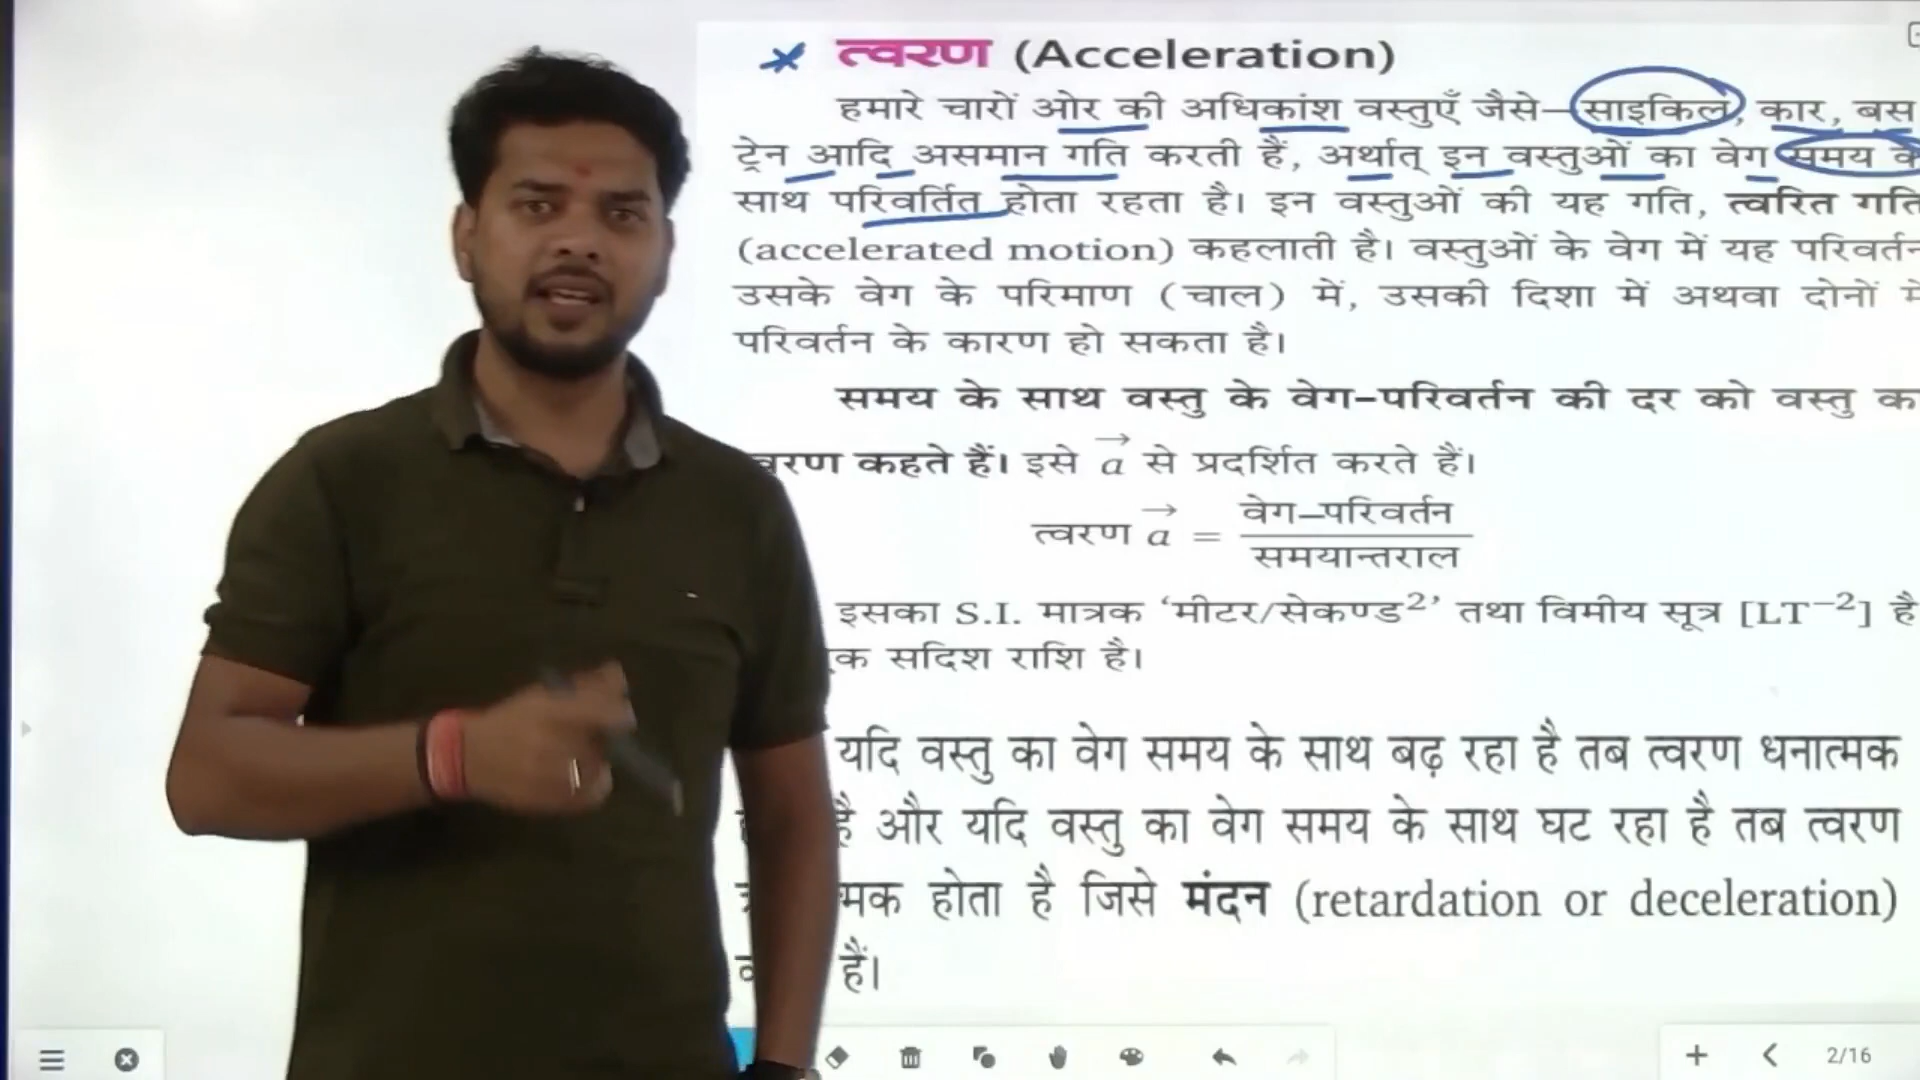 त्वरण (Acceleration)
हमारे चारों ओर की अधिकांश वस्तुएँ जैसे—साइकिल, कार, बस
ट्रेन आदि असमान गति करती हैं, अर्थात् इन वस्तुओं का वेग समय
साथ परिवर्तित होता रहता है। इन वस्तुओं की यह गति, त्वरित गति
(accelerated motion) कहलाती है। वस्तुओं के वेग में यह परिवर्तन
उसके वेग के परिमाण (चाल) में, उसकी दिशा में अथवा दोनों में
परिवर्तन के कारण हो सकता है।
समय के साथ वस्तु के वेग-परिवर्तन की दर को वस्तु का
कहते हैं। इसे a⃗ से प्रदर्शित करते हैं।
त्वरण a⃗ = वेग–परिवर्तन
समयान्तराल
इसका S.I. मात्रक ‘मीटर/सेकण्ड²’ तथा विमीय सूत्र [LT⁻²] है
सदिश राशि है।
यदि वस्तु का वेग समय के साथ बढ़ रहा है तब त्वरण धनात्मक
है और यदि वस्तु का वेग समय के साथ घट रहा है तब त्वरण
होता है जिसे मंदन (retardation or deceleration)
हैं।
2/16